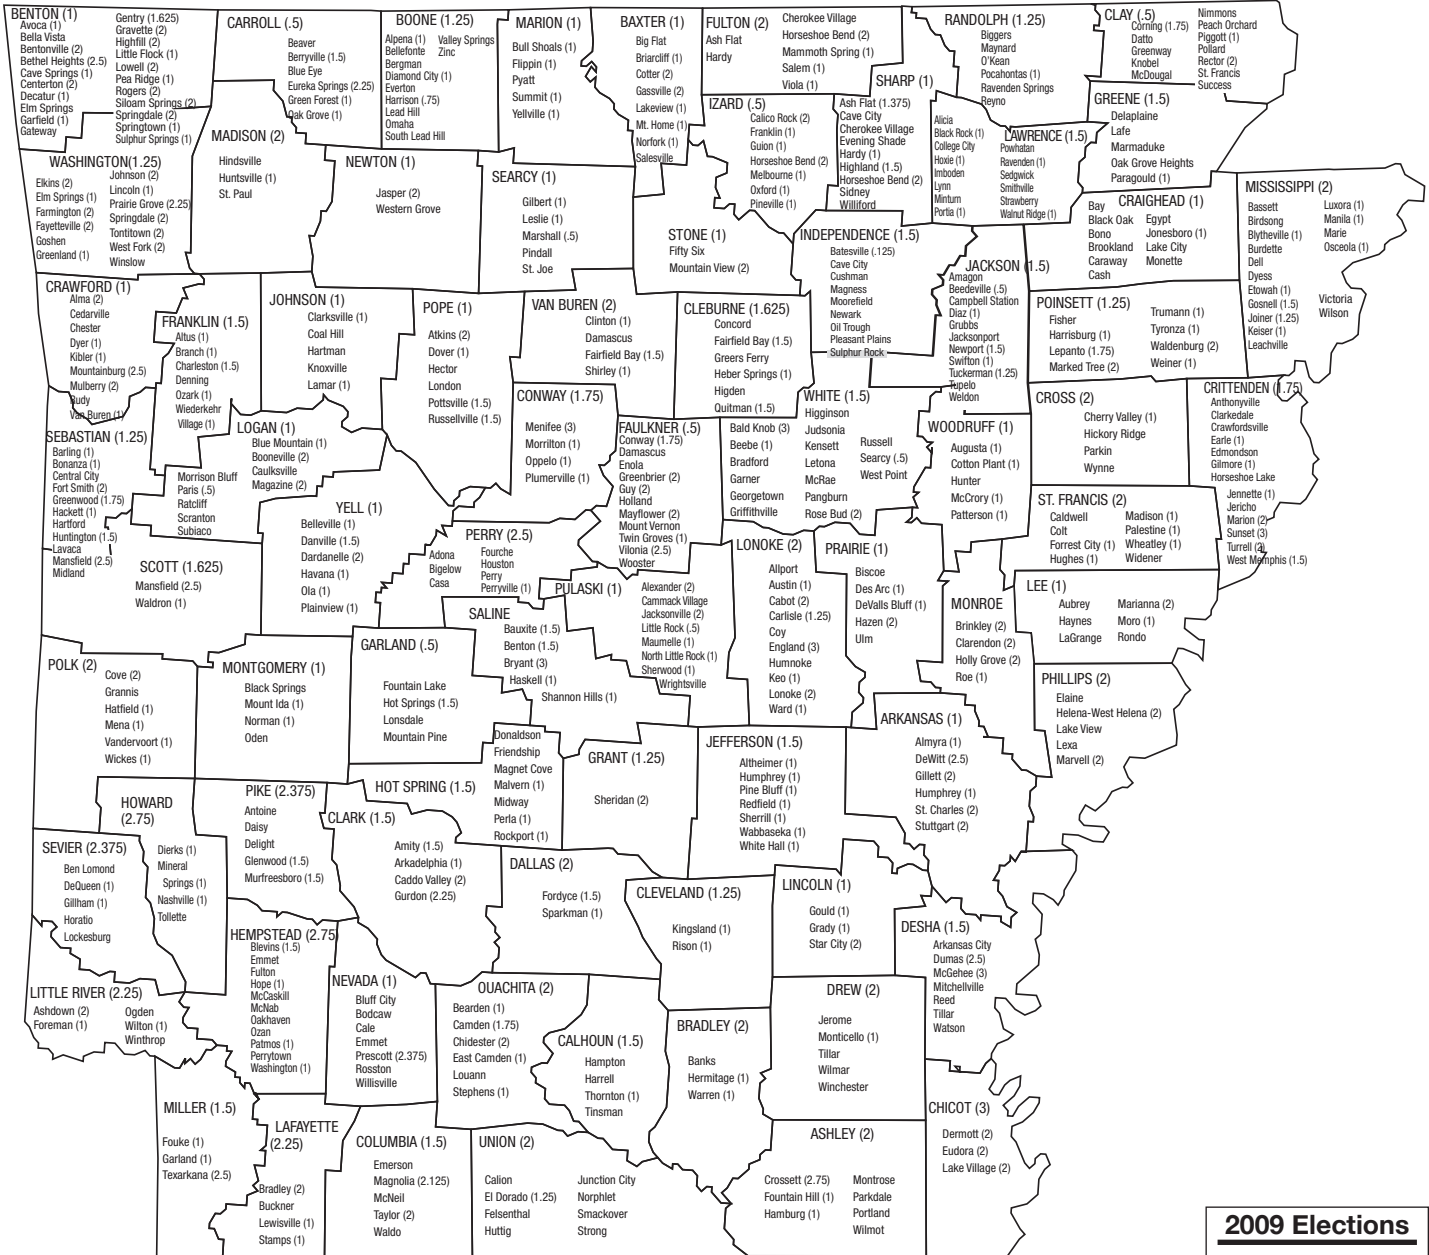 BENTON (1)
Avoca (1)
Bella Vista
Bentonville (2)
Bethel Heights (2.5)
Cave Springs (1)
Centerton (2)
Decatur (1)
Elm Springs
Garfield (1)
Gateway
Gentry (1.625)
Gravette (2)
Highfill (2)
Little Flock (1)
Lowell (2)
Pea Ridge (1)
Rogers (2)
Siloam Springs (2)
Springdale (2)
Springtown (1)
Sulphur Springs (1)
CARROLL (.5)
Beaver
Berryville (1.5)
Blue Eye
Eureka Springs (2.25)
Green Forest (1)
Oak Grove (1)
BOONE (1.25)
Alpena (1)
Bellefonte
Bergman
Diamond City (1)
Everton
Harrison (.75)
Lead Hill
Omaha
South Lead Hill
Valley Springs
Zinc
MARION (1)
Bull Shoals (1)
Flippin (1)
Pyatt
Summit (1)
Yellville (1)
BAXTER (1)
Big Flat
Briarcliff (1)
Cotter (2)
Gassville (2)
Lakeview (1)
Mt. Home (1)
Norfork (1)
Salesville
FULTON (2)
Ash Flat
Hardy
Cherokee Village
Horseshoe Bend (2)
Mammoth Spring (1)
Salem (1)
Viola (1)
SHARP (1)
Ash Flat (1.375)
Cave City
Cherokee Village
Evening Shade
Hardy (1)
Highland (1.5)
Horseshoe Bend (2)
Sidney
Williford
RANDOLPH (1.25)
Biggers
Maynard
O'Kean
Pocahontas (1)
Ravenden Springs
Reyno
CLAY (.5)
Corning (1.75)
Datto
Greenway
Knobel
McDougal
Nimmons
Peach Orchard
Piggott (1)
Pollard
Rector (2)
St. Francis
Success
GREENE (1.5)
Delaplaine
Lafe
Marmaduke
Oak Grove Heights
Paragould (1)
IZARD (.5)
Calico Rock (2)
Franklin (1)
Guion (1)
Horseshoe Bend (2)
Melbourne (1)
Oxford (1)
Pineville (1)
LAWRENCE (1.5)
Alicia
Black Rock (1)
College City
Hoxie (1)
Imboden
Lynn
Minturn
Portia (1)
Powhatan
Ravenden (1)
Sedgwick
Smithville
Strawberry
Walnut Ridge (1)
MADISON (2)
Hindsville
Huntsville (1)
St. Paul
WASHINGTON(1.25)
Elkins (2)
Elm Springs (1)
Farmington (2)
Fayetteville (2)
Goshen
Greenland (1)
Johnson (2)
Lincoln (1)
Prairie Grove (2.25)
Springdale (2)
Tontitown (2)
West Fork (2)
Winslow
NEWTON (1)
Jasper (2)
Western Grove
SEARCY (1)
Gilbert (1)
Leslie (1)
Marshall (.5)
Pindall
St. Joe
STONE (1)
Fifty Six
Mountain View (2)
INDEPENDENCE (1.5)
Batesville (.125)
Cave City
Cushman
Magness
Moorefield
Newark
Oil Trough
Pleasant Plains
Sulphur Rock
JACKSON (1.5)
Amagon
Beedeville (.5)
Campbell Station
Diaz (1)
Grubbs
Jacksonport
Newport (1.5)
Swifton (1)
Tuckerman (1.25)
Tupelo
Weldon
CRAIGHEAD (1)
Bay
Black Oak
Bono
Brookland
Caraway
Cash
Egypt
Jonesboro (1)
Lake City
Monette
MISSISSIPPI (2)
Bassett
Birdsong
Blytheville (1)
Burdette
Dell
Dyess
Etowah (1)
Gosnell (1.5)
Joiner (1.25)
Keiser (1)
Leachville
Luxora (1)
Manila (1)
Marie
Osceola (1)
Victoria
Wilson
POINSETT (1.25)
Fisher
Harrisburg (1)
Lepanto (1.75)
Marked Tree (2)
Trumann (1)
Tyronza (1)
Waldenburg (2)
Weiner (1)
CRAWFORD (1)
Alma (2)
Cedarville
Chester
Dyer (1)
Kibler (1)
Mountainburg (2.5)
Mulberry (2)
Rudy
Van Buren (1)
FRANKLIN (1.5)
Altus (1)
Branch (1)
Charleston (1.5)
Denning
Ozark (1)
Wiederkehr
Village (1)
JOHNSON (1)
Clarksville (1)
Coal Hill
Hartman
Knoxville
Lamar (1)
POPE (1)
Atkins (2)
Dover (1)
Hector
London
Pottsville (1.5)
Russellville (1.5)
VAN BUREN (2)
Clinton (1)
Damascus
Fairfield Bay (1.5)
Shirley (1)
CLEBURNE (1.625)
Concord
Fairfield Bay (1.5)
Greers Ferry
Heber Springs (1)
Higden
Quitman (1.5)
CONWAY (1.75)
Menifee (3)
Morrilton (1)
Oppelo (1)
Plumerville (1)
FAULKNER (.5)
Conway (1.75)
Damascus
Enola
Greenbrier (2)
Guy (2)
Holland
Mayflower (2)
Mount Vernon
Twin Groves (1)
Vilonia (2.5)
Wooster
WHITE (1.5)
Bald Knob (3)
Beebe (1)
Bradford
Garner
Georgetown
Griffithville
Higginson
Judsonia
Kensett
Letona
McRae
Pangburn
Rose Bud (2)
Russell
Searcy (.5)
West Point
WOODRUFF (1)
Augusta (1)
Cotton Plant (1)
Hunter
McCrory (1)
Patterson (1)
CROSS (2)
Cherry Valley (1)
Hickory Ridge
Parkin
Wynne
CRITTENDEN (1.75)
Anthonyville
Clarkedale
Crawfordsville
Earle (1)
Edmondson
Gilmore (1)
Horseshoe Lake
Jennette (1)
Jericho
Marion (2)
Sunset (3)
Turrell (2)
West Memphis (1.5)
SEBASTIAN (1.25)
Barling (1)
Bonanza (1)
Central City
Fort Smith (2)
Greenwood (1.75)
Hackett (1)
Hartford
Huntington (1.5)
Lavaca
Mansfield (2.5)
Midland
LOGAN (1)
Blue Mountain (1)
Booneville (2)
Caulksville
Magazine (2)
Morrison Bluff
Paris (.5)
Ratcliff
Scranton
Subiaco
YELL (1)
Belleville (1)
Danville (1.5)
Dardanelle (2)
Havana (1)
Ola (1)
Plainview (1)
PERRY (2.5)
Adona
Bigelow
Casa
Fourche
Houston
Perry
Perryville (1)
ST. FRANCIS (2)
Caldwell
Colt
Forrest City (1)
Hughes (1)
Madison (1)
Palestine (1)
Wheatley (1)
Widener
SCOTT (1.625)
Mansfield (2.5)
Waldron (1)
SALINE
Bauxite (1.5)
Benton (1.5)
Bryant (3)
Haskell (1)
Shannon Hills (1)
PULASKI (1)
Alexander (2)
Cammack Village
Jacksonville (2)
Little Rock (.5)
Maumelle (1)
North Little Rock (1)
Sherwood (1)
Wrightsville
LONOKE (2)
Allport
Austin (1)
Cabot (2)
Carlisle (1.25)
Coy
England (3)
Humnoke
Keo (1)
Lonoke (2)
Ward (1)
PRAIRIE (1)
Biscoe
Des Arc (1)
DeValls Bluff (1)
Hazen (2)
Ulm
MONROE
Brinkley (2)
Clarendon (2)
Holly Grove (2)
Roe (1)
LEE (1)
Aubrey
Haynes
LaGrange
Marianna (2)
Moro (1)
Rondo
PHILLIPS (2)
Elaine
Helena-West Helena (2)
Lake View
Lexa
Marvell (2)
POLK (2)
Cove (2)
Grannis
Hatfield (1)
Mena (1)
Vandervoort (1)
Wickes (1)
MONTGOMERY (1)
Black Springs
Mount Ida (1)
Norman (1)
Oden
GARLAND (.5)
Fountain Lake
Hot Springs (1.5)
Lonsdale
Mountain Pine
HOT SPRING (1.5)
Donaldson
Friendship
Magnet Cove
Malvern (1)
Midway
Perla (1)
Rockport (1)
GRANT (1.25)
Sheridan (2)
JEFFERSON (1.5)
Altheimer (1)
Humphrey (1)
Pine Bluff (1)
Redfield (1)
Sherrill (1)
Wabbaseka (1)
White Hall (1)
ARKANSAS (1)
Almyra (1)
DeWitt (2.5)
Gillett (2)
Humphrey (1)
St. Charles (2)
Stuttgart (2)
HOWARD
(2.75)
Dierks (1)
Mineral
Springs (1)
Nashville (1)
Tollette
PIKE (2.375)
Antoine
Daisy
Delight
Glenwood (1.5)
Murfreesboro (1.5)
CLARK (1.5)
Amity (1.5)
Arkadelphia (1)
Caddo Valley (2)
Gurdon (2.25)
DALLAS (2)
Fordyce (1.5)
Sparkman (1)
CLEVELAND (1.25)
Kingsland (1)
Rison (1)
LINCOLN (1)
Gould (1)
Grady (1)
Star City (2)
DESHA (1.5)
Arkansas City
Dumas (2.5)
McGehee (3)
Mitchellville
Reed
Tillar
Watson
SEVIER (2.375)
Ben Lomond
DeQueen (1)
Gillham (1)
Horatio
Lockesburg
HEMPSTEAD (2.75)
Blevins (1.5)
Emmet
Fulton
Hope (1)
McCaskill
McNab
Oakhaven
Ozan
Patmos (1)
Perrytown
Washington (1)
NEVADA (1)
Bluff City
Bodcaw
Cale
Emmet
Prescott (2.375)
Rosston
Willisville
OUACHITA (2)
Bearden (1)
Camden (1.75)
Chidester (2)
East Camden (1)
Louann
Stephens (1)
CALHOUN (1.5)
Hampton
Harrell
Thornton (1)
Tinsman
BRADLEY (2)
Banks
Hermitage (1)
Warren (1)
DREW (2)
Jerome
Monticello (1)
Tillar
Wilmar
Winchester
LITTLE RIVER (2.25)
Ashdown (2)
Foreman (1)
Ogden
Wilton (1)
Winthrop
MILLER (1.5)
Fouke (1)
Garland (1)
Texarkana (2.5)
LAFAYETTE
(2.25)
Bradley (2)
Buckner
Lewisville (1)
Stamps (1)
COLUMBIA (1.5)
Emerson
Magnolia (2.125)
McNeil
Taylor (2)
Waldo
UNION (2)
Calion
El Dorado (1.25)
Felsenthal
Huttig
Junction City
Norphlet
Smackover
Strong
ASHLEY (2)
Crossett (2.75)
Fountain Hill (1)
Hamburg (1)
Montrose
Parkdale
Portland
Wilmot
CHICOT (3)
Dermott (2)
Eudora (2)
Lake Village (2)
2009 Elections